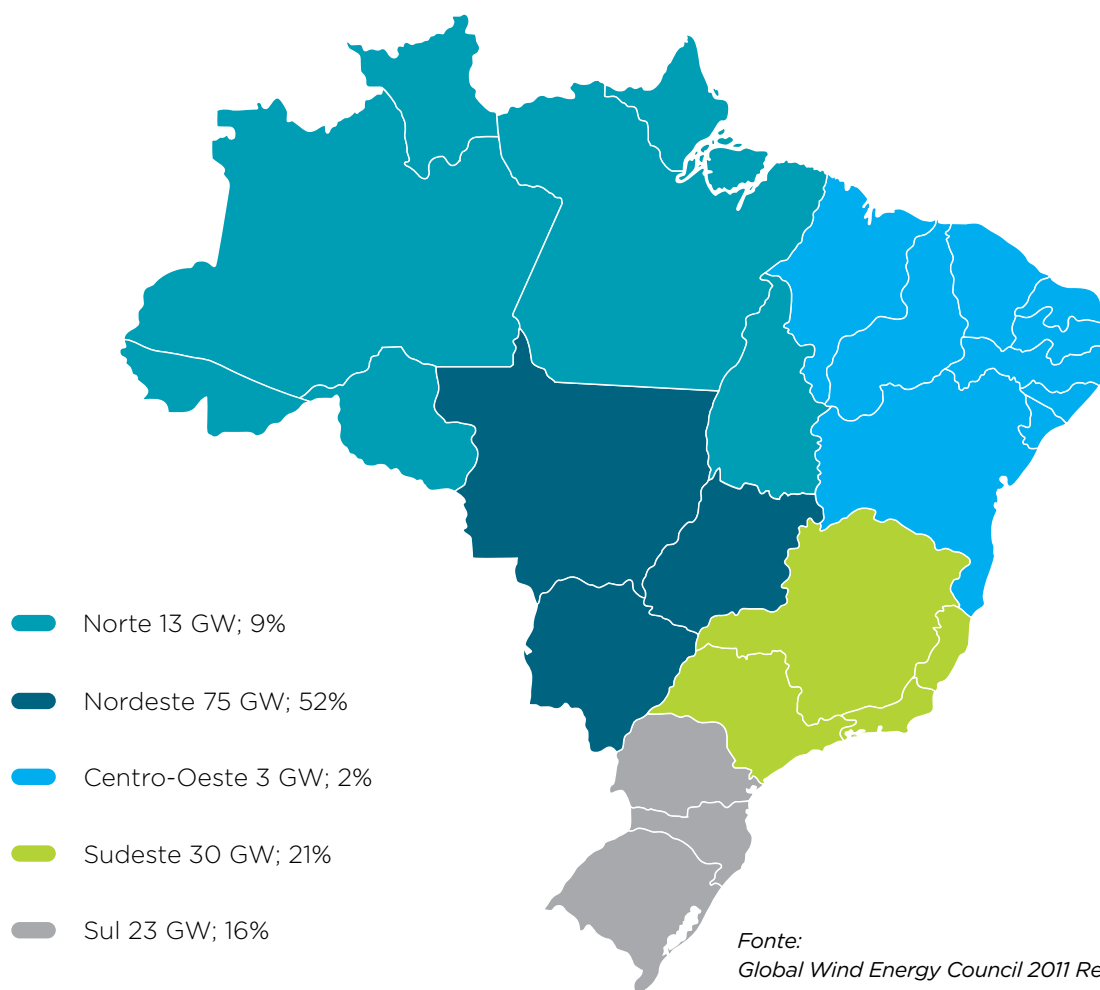 Norte 13 GW; 9%
Nordeste 75 GW; 52%
Centro-Oeste 3 GW; 2%
Sudeste 30 GW; 21%
Sul 23 GW; 16%
Fonte:
Global Wind Energy Council 2011 Re